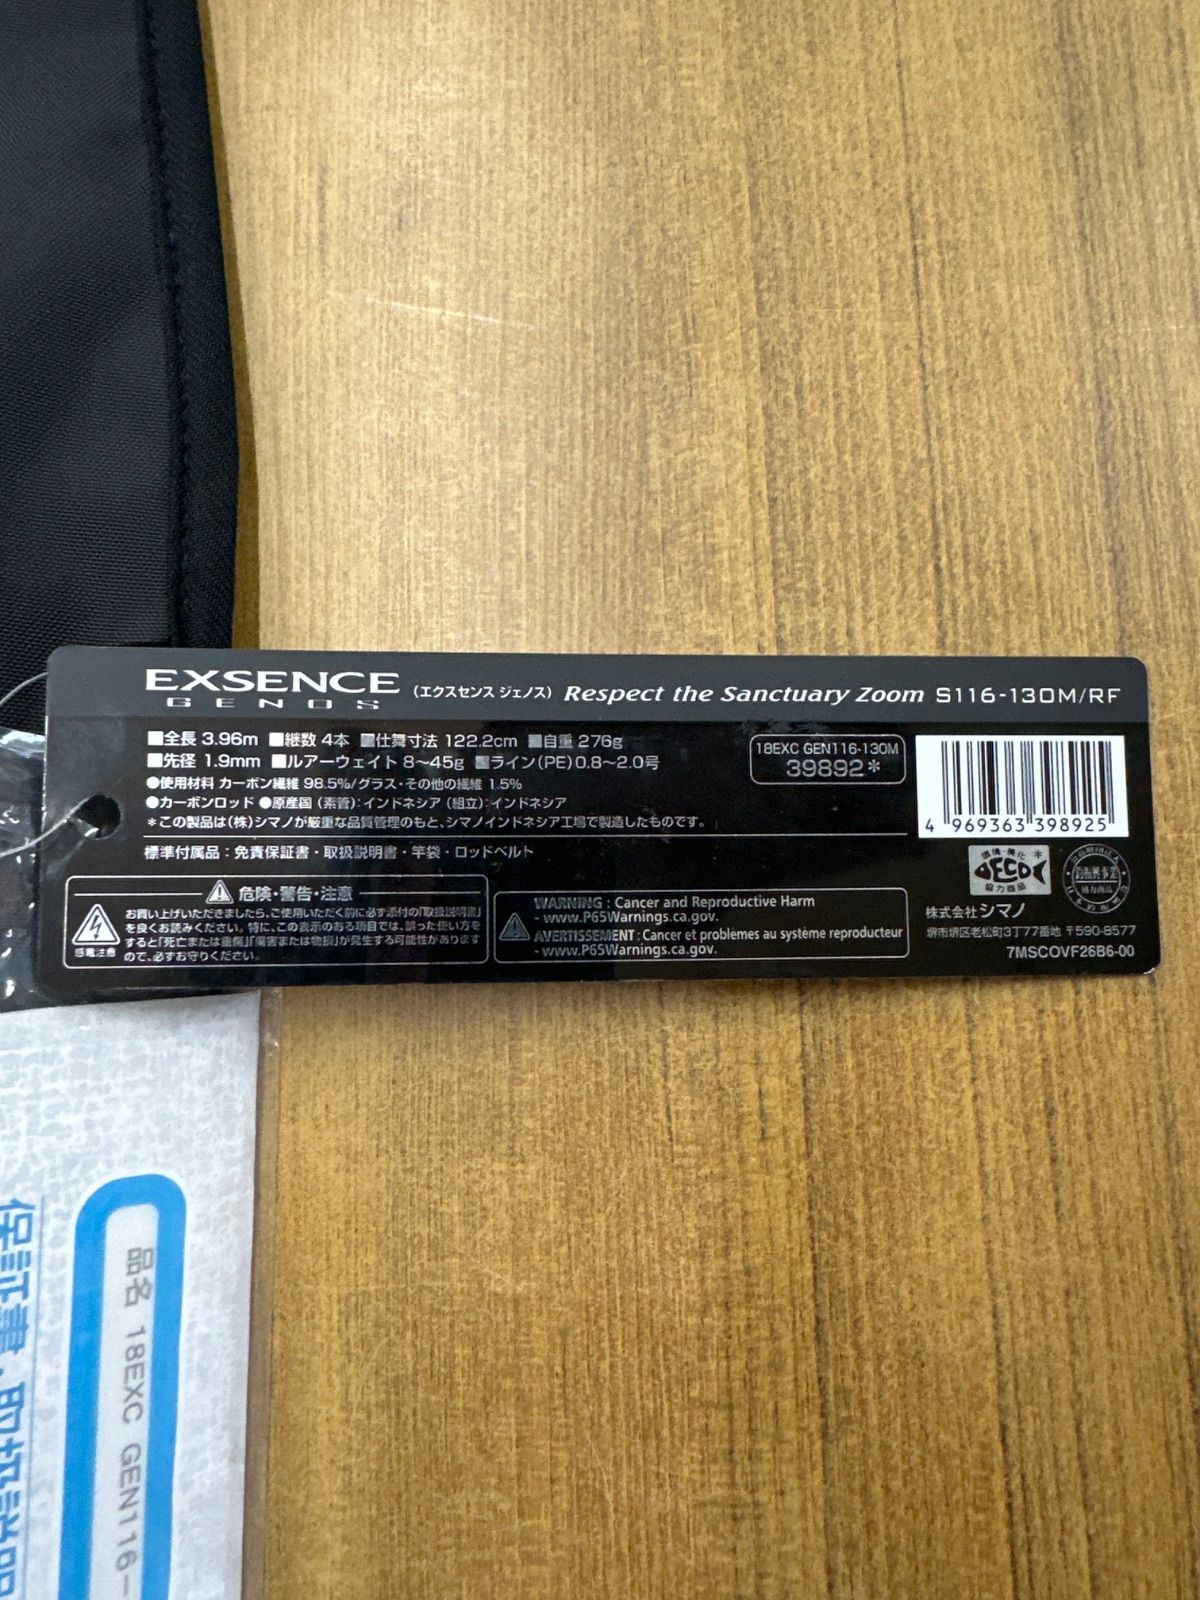 EXSENCE (エクスセンス ジェノス) Respect the Sanctuary Zoom S116-130M/RF
GENOS
■全長 3.96m ■継数 4本 ■仕舞寸法 122.2cm ■自重 276g
■先径 1.9mm ■ルアーウェイト 8〜45g ■ライン(PE)0.8〜2.0号
●使用材料 カーボン繊維 98.5%/グラス・その他の繊維 1.5%
●カーボンロッド ●原産国 (素管):インドネシア (組立):インドネシア
*この製品は(株)シマノが厳重な品質管理のもと、シマノインドネシア工場で製造したものです。
標準付属品:免責保証書・取扱説明書・竿袋・ロッドベルト
18EXC GEN116-130M
39892*
4 969363 398925
危険・警告・注意
感電注意
お買い上げいただきましたら、ご使用いただく前に必ず添付の「取扱説明書」
を良くお読みください。特に、この表示のある項目では、誤った使い方を
すると「死亡または重傷」「傷害または物損」が発生する可能性があります
ので、必ずお守りください。
WARNING : Cancer and Reproductive Harm
- www.P65Warnings.ca.gov.
AVERTISSEMENT : Cancer et problèmes au système reproducteur
- www.P65Warnings.ca.gov.
環境・美化
ECO
協力商品
株式会社シマノ
堺市堺区老松町3丁77番地 〒590-8577
7MSCOVF26B6-00
品名 18EXC GEN116-